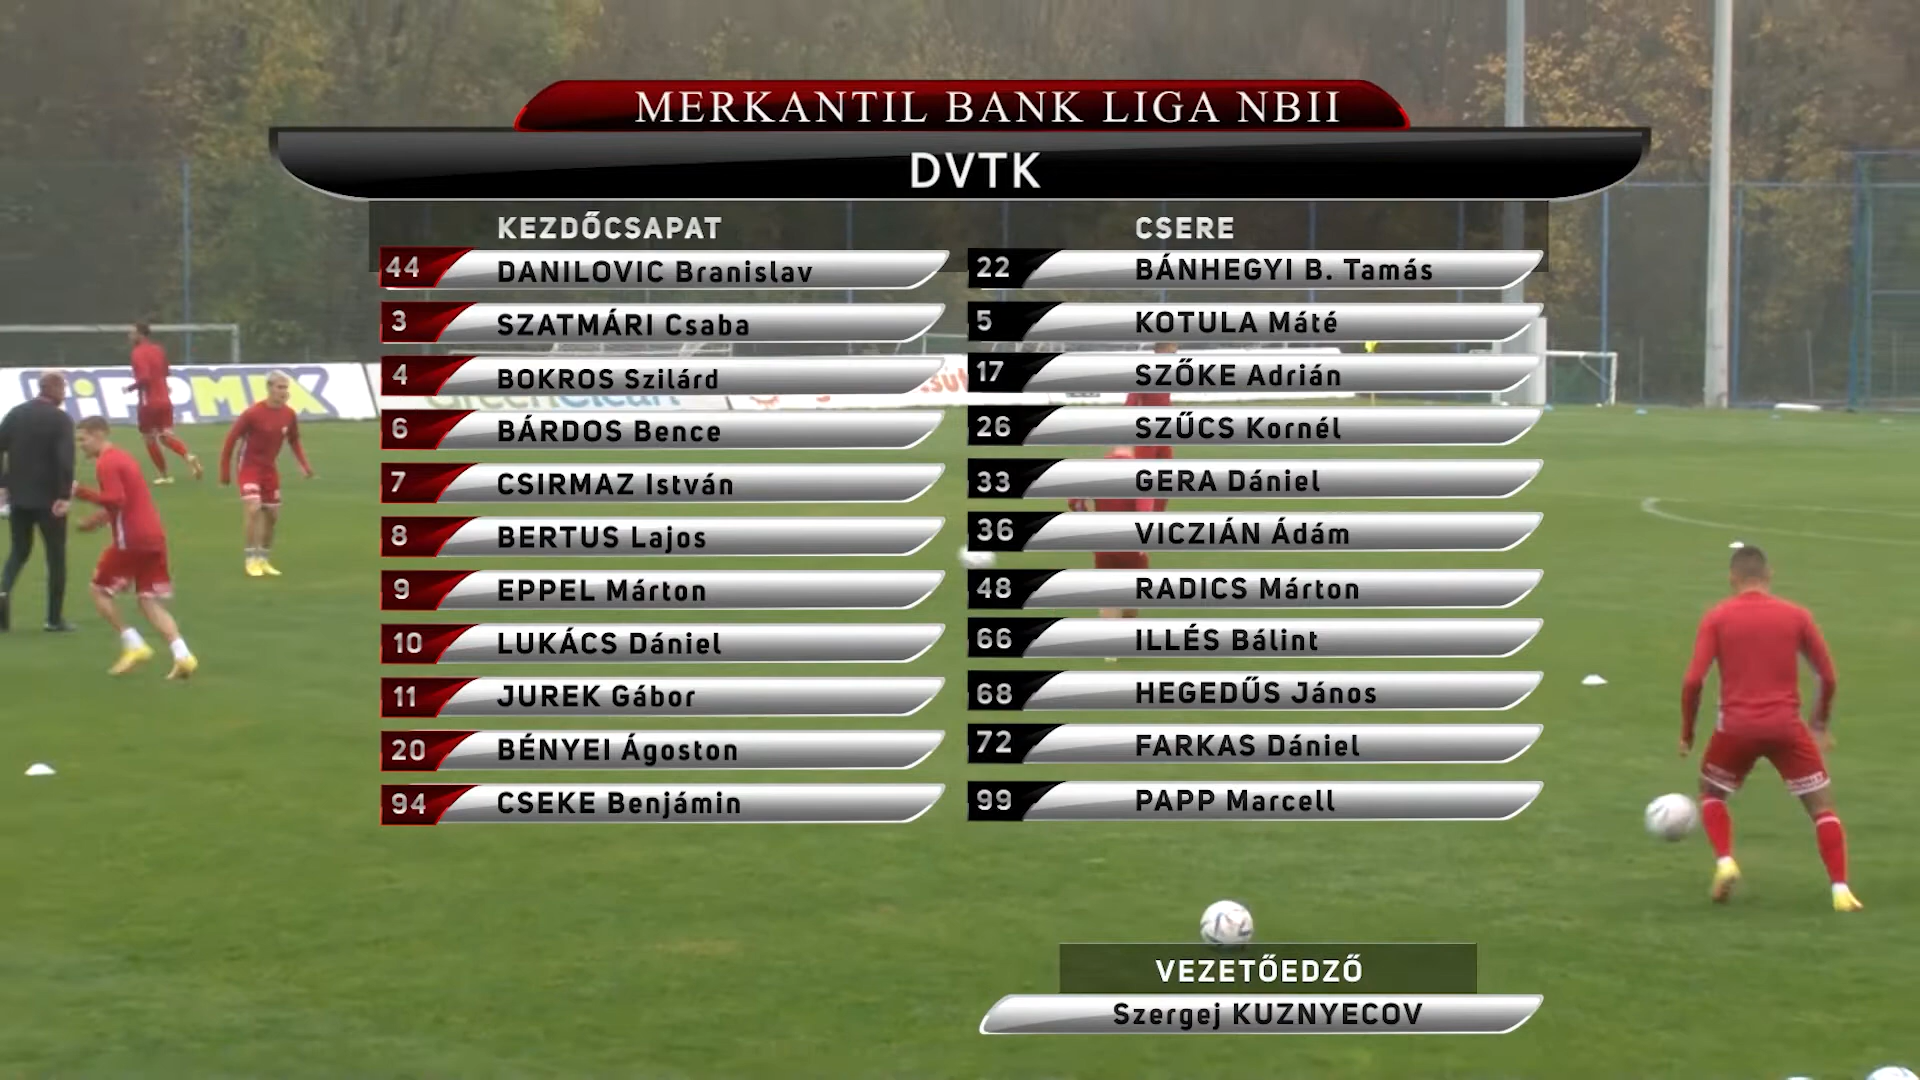 MERKANTIL BANK LIGA NBII
DVTK
KEZDŐCSAPAT
44 DANILOVIC Branislav
3 SZATMÁRI Csaba
4 BOKROS Szilárd
6 BÁRDOS Bence
7 CSIRMAZ István
8 BERTUS Lajos
9 EPPEL Márton
10 LUKÁCS Dániel
11 JUREK Gábor
20 BÉNYEI Ágoston
94 CSEKE Benjámin
CSERE
22 BÁNHEGYI B. Tamás
5 KOTULA Máté
17 SZŐKE Adrián
26 SZŰCS Kornél
33 GERA Dániel
36 VICZIÁN Ádám
48 RADICS Márton
66 ILLÉS Bálint
68 HEGEDŰS János
72 FARKAS Dániel
99 PAPP Marcell
VEZETŐEDZŐ
Szergej KUZNYECOV